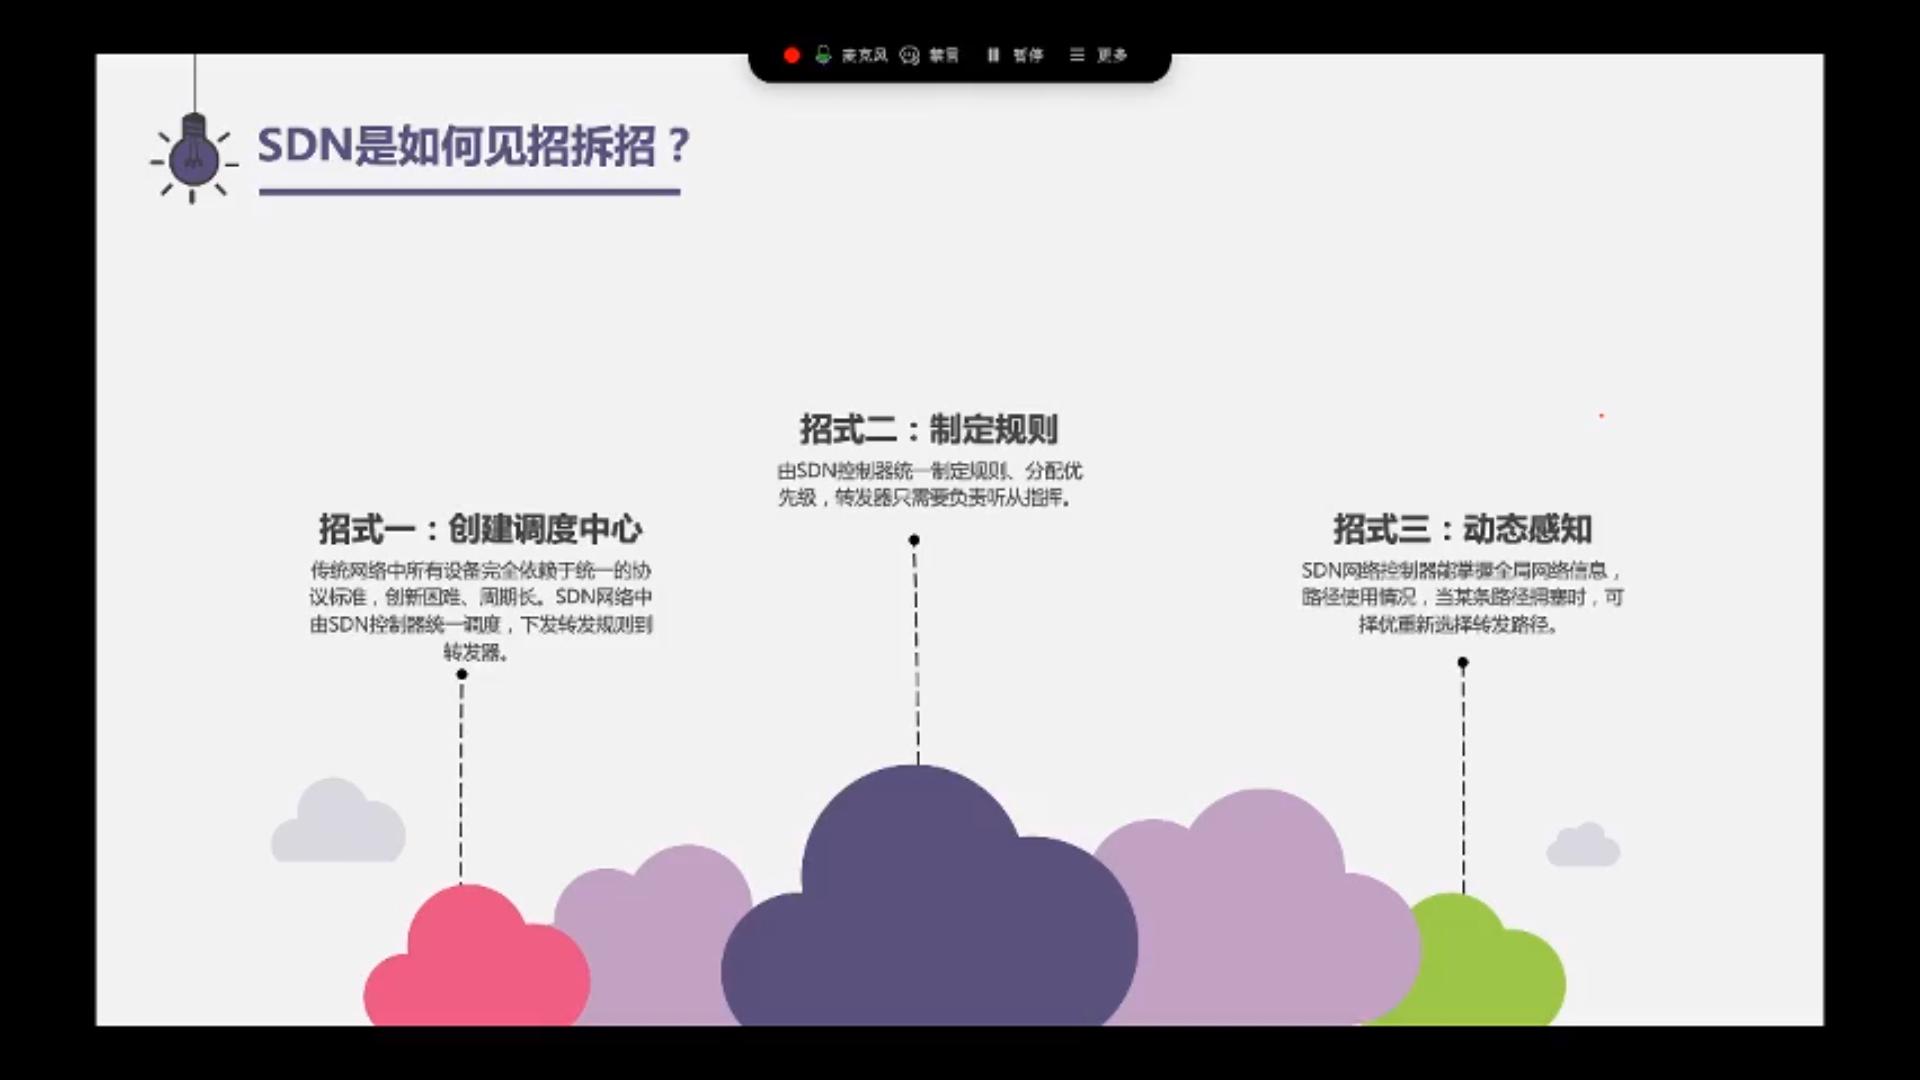 麦克风 禁言 暂停 更多
SDN是如何见招拆招？
招式一：创建调度中心
传统网络中所有设备完全依赖于统一的协
议标准，创新困难、周期长。SDN网络中
由SDN控制器统一调度，下发转发规则到
转发器。
招式二：制定规则
由SDN控制器统一制定规则、分配优
先级，转发器只需要负责听从指挥。
招式三：动态感知
SDN网络控制器能掌握全局网络信息，
路径使用情况，当某条路径拥塞时，可
择优重新选择转发路径。